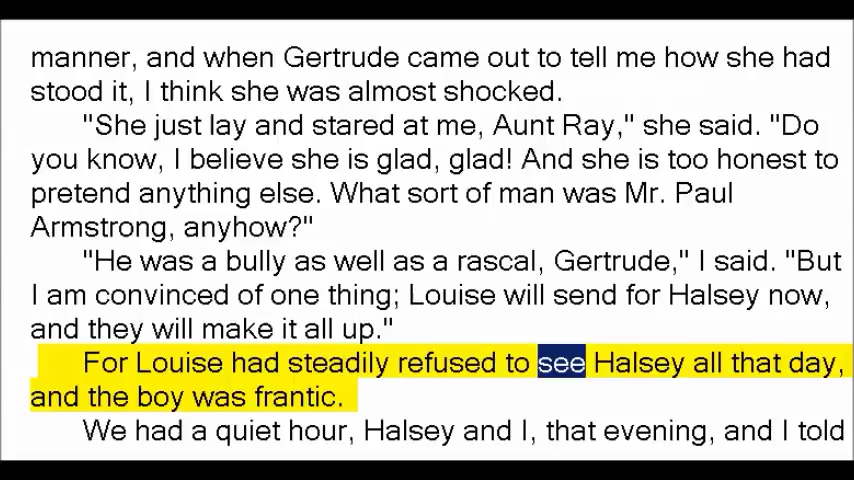 manner, and when Gertrude came out to tell me how she had
stood it, I think she was almost shocked.
"She just lay and stared at me, Aunt Ray," she said. "Do
you know, I believe she is glad, glad! And she is too honest to
pretend anything else. What sort of man was Mr. Paul
Armstrong, anyhow?"
"He was a bully as well as a rascal, Gertrude," I said. "But
I am convinced of one thing; Louise will send for Halsey now,
and they will make it all up."
For Louise had steadily refused to see Halsey all that day,
and the boy was frantic.
We had a quiet hour, Halsey and I, that evening, and I told